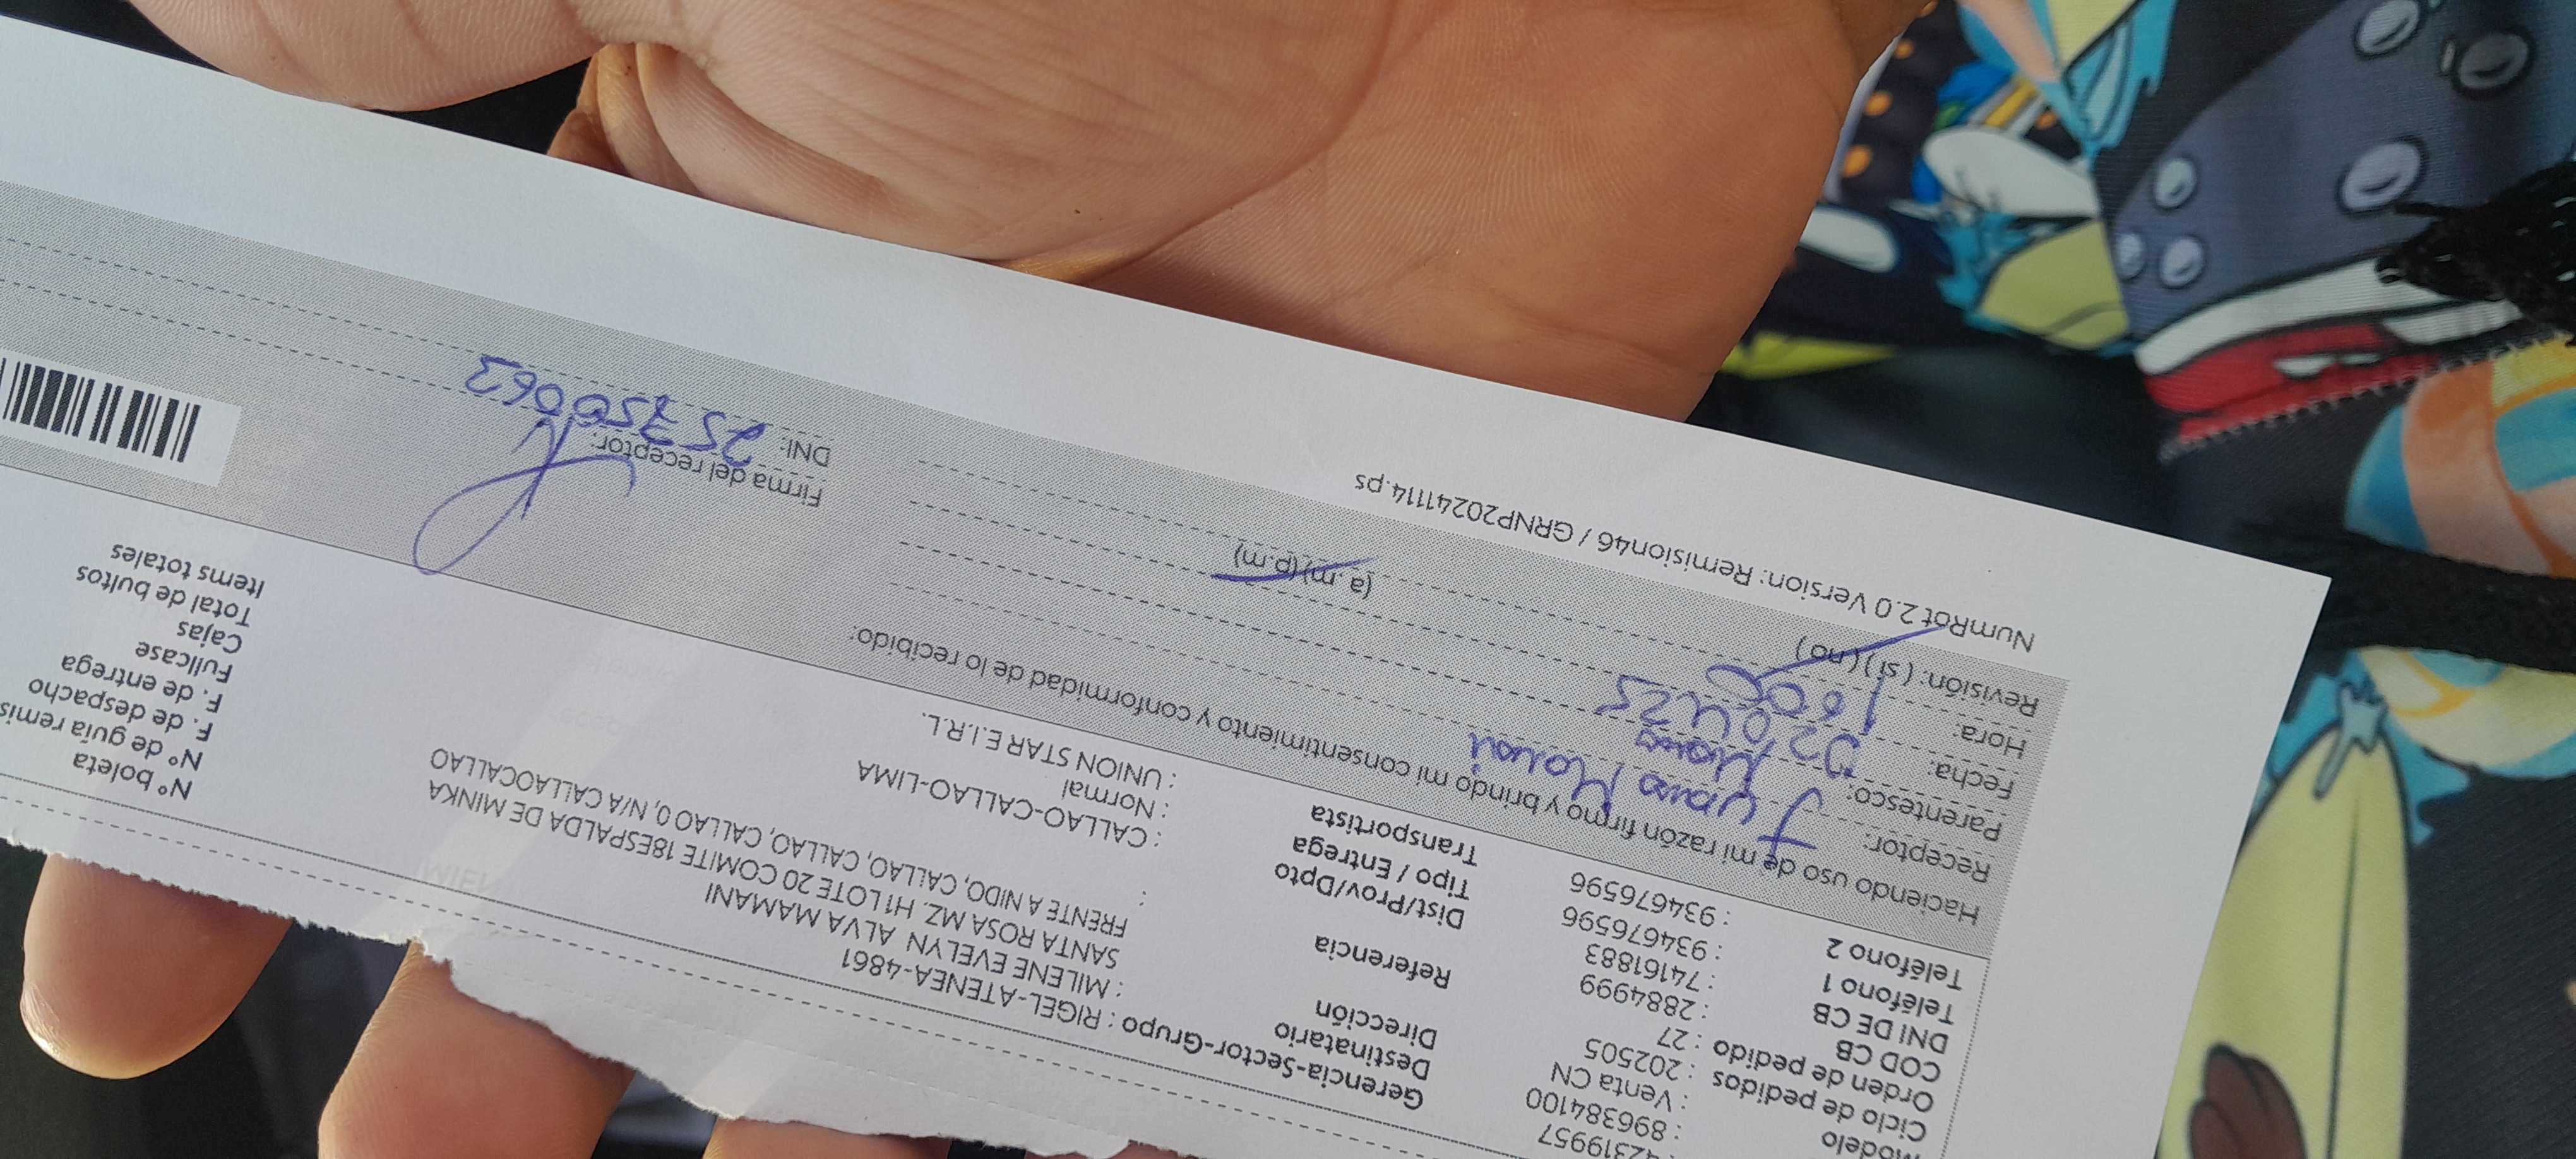 : 42319957
: 896384100
Modelo : Venta CN
Ciclo de pedidos : 202505
Orden de pedido : 27
COD CB : 2884999
DNI DE CB : 74161883
Teléfono 1 : 934676596
Teléfono 2 : 934676596
Gerencia-Sector-Grupo : RIGEL-ATENEA-4861
Destinatario : MILENE EVELYN ALVA MAMANI
Dirección SANTA ROSA MZ. H1 LOTE 20 COMITE 18ESPALDA DE MINKA
FRENTE A NIDO, CALLAO, CALLAO, CALLAO 0, N/A CALLAOCALLAO
Referencia :
Dist/Prov/Dpto : CALLAO-CALLAO-LIMA
Tipo / Entrega : Normal
Transportista : UNION STAR E.I.R.L.
N° boleta
N° de guía remis
F. de despacho
F. de entrega
Fullcase
Cajas
Total de bultos
Items totales
Haciendo uso de mi razón firmo y brindo mi consentimiento y conformidad de lo recibido:
Receptor:
Parentesco:
Fecha: 020425
Hora: (a.m)(p.m)
Revisión: (si) (no)
Firma del receptor:
DNI:
NumRot 2.0 Version: Remision46 / GRNP20241114.ps